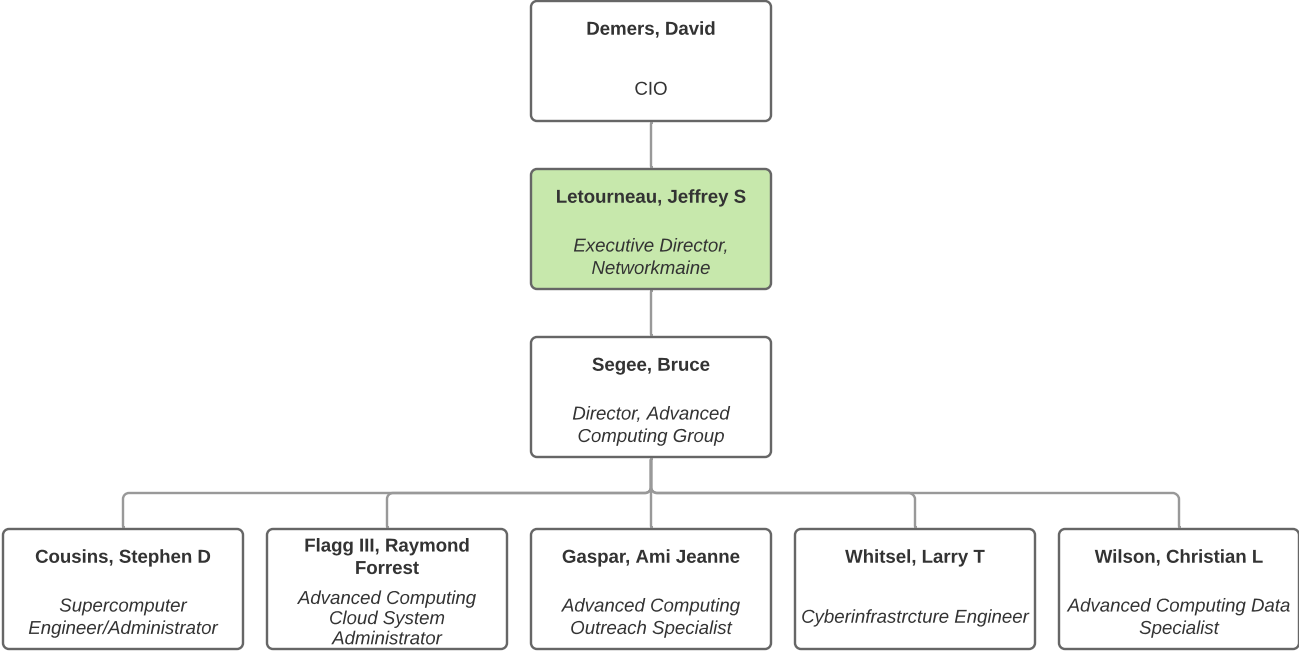 Demers, David
CIO
Letourneau, Jeffrey S
Executive Director,
Networkmaine
Segee, Bruce
Director, Advanced
Computing Group
Cousins, Stephen D
Supercomputer
Engineer/Administrator
Flagg III, Raymond
Forrest
Advanced Computing
Cloud System
Administrator
Gaspar, Ami Jeanne
Advanced Computing
Outreach Specialist
Whitsel, Larry T
Cyberinfrastrcture Engineer
Wilson, Christian L
Advanced Computing Data
Specialist